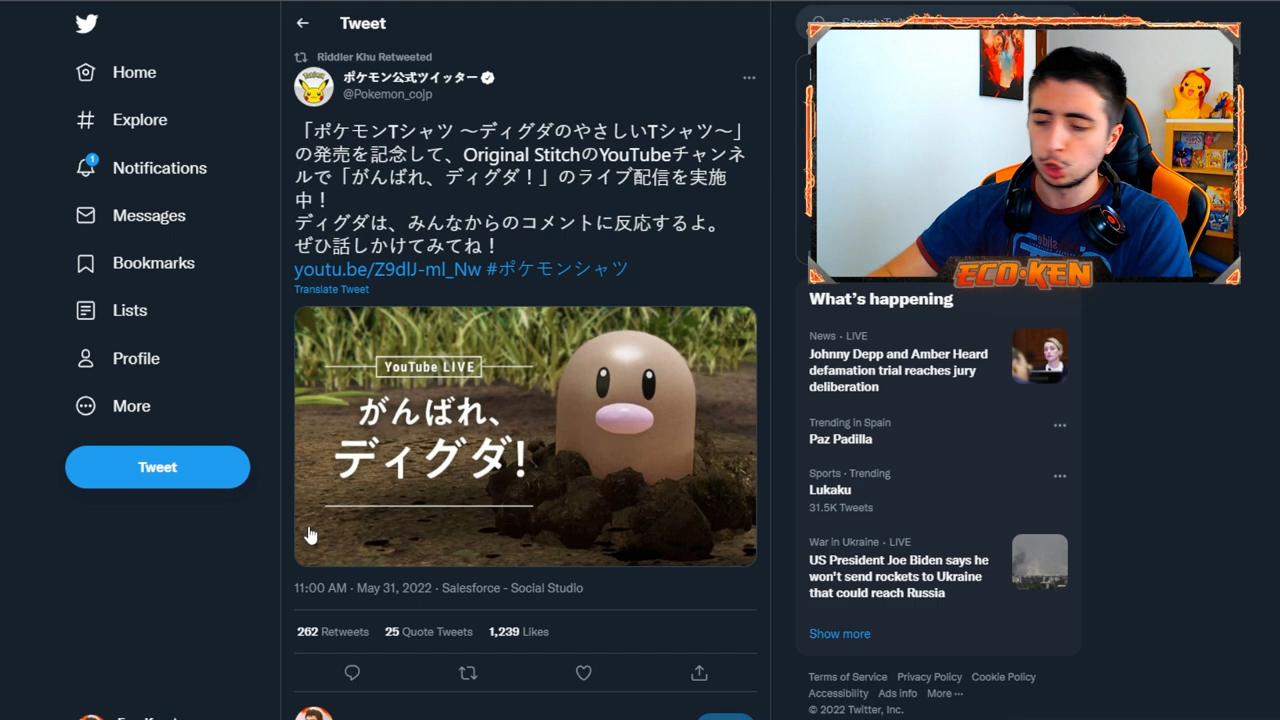 Home
Explore
1
Notifications
Messages
Bookmarks
Lists
Profile
More
Tweet
Tweet
Riddler Khu Retweeted
ポケモン公式ツイッター
@Pokemon_cojp
「ポケモンTシャツ ～ディグダのやさしいTシャツ～」
の発売を記念して、Original StitchのYouTubeチャンネ
ルで「がんばれ、ディグダ！」のライブ配信を実施
中！
ディグダは、みんなからのコメントに反応するよ。
ぜひ話しかけてみてね！
youtu.be/Z9dlJ-ml_Nw #ポケモンシャツ
Translate Tweet
YouTube LIVE
がんばれ、
ディグダ!
11:00 AM · May 31, 2022 · Salesforce - Social Studio
262 Retweets 25 Quote Tweets 1,239 Likes
ECO·KEN
What's happening
News · LIVE
Johnny Depp and Amber Heard
defamation trial reaches jury
deliberation
Trending in Spain
Paz Padilla
Sports · Trending
Lukaku
31.5K Tweets
War in Ukraine · LIVE
US President Joe Biden says he
won't send rockets to Ukraine
that could reach Russia
Show more
Terms of Service Privacy Policy Cookie Policy
Accessibility Ads info More ···
© 2022 Twitter, Inc.